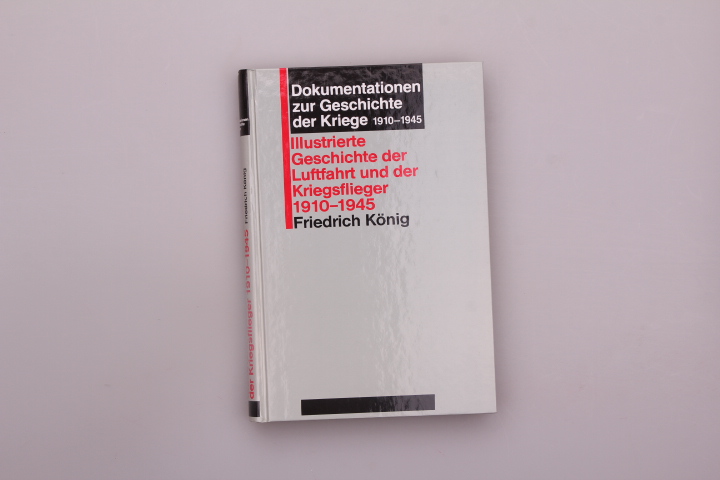 Dokumentationen
zur Geschichte
der Kriege 1910–1945
Illustrierte
Geschichte der
Luftfahrt und der
Kriegsflieger
1910–1945
Friedrich König
der Kriegsflieger 1910–1945 Friedrich König